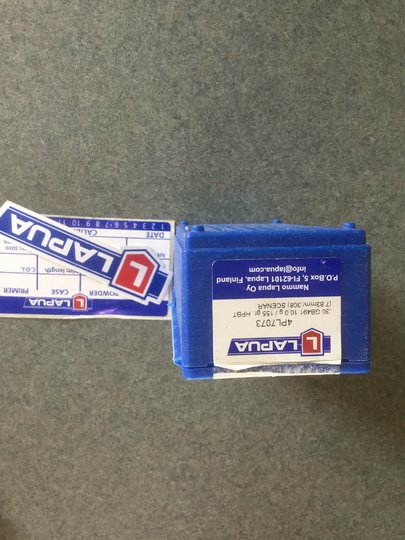 LAPUA
4PL7073
30 GB491 10.0 g / 155 gr. HPBT
(7.83mm/.308) SCENAR
Nammo Lapua Oy
P.O.Box 5, FI-62101 Lapua, Finland
info@lapua.com
LAPUA
LAPUA
POWDER CASE PRIMER
COL
DATE
1 2 3 4 5 6 7 8 9 10 11